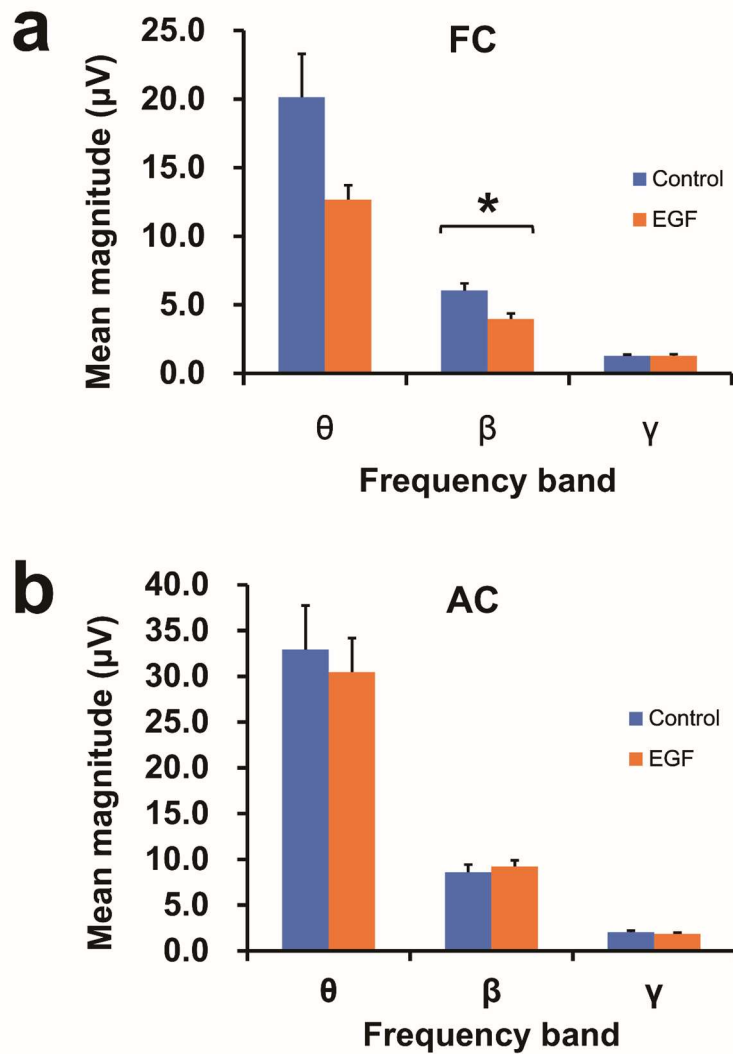 a
FC
25.0
20.0
15.0
10.0
5.0
0.0
Mean magnitude (µV)
Control
EGF
*
θ β γ
Frequency band
b
AC
40.0
35.0
30.0
25.0
20.0
15.0
10.0
5.0
0.0
Mean magnitude (µV)
Control
EGF
θ β γ
Frequency band